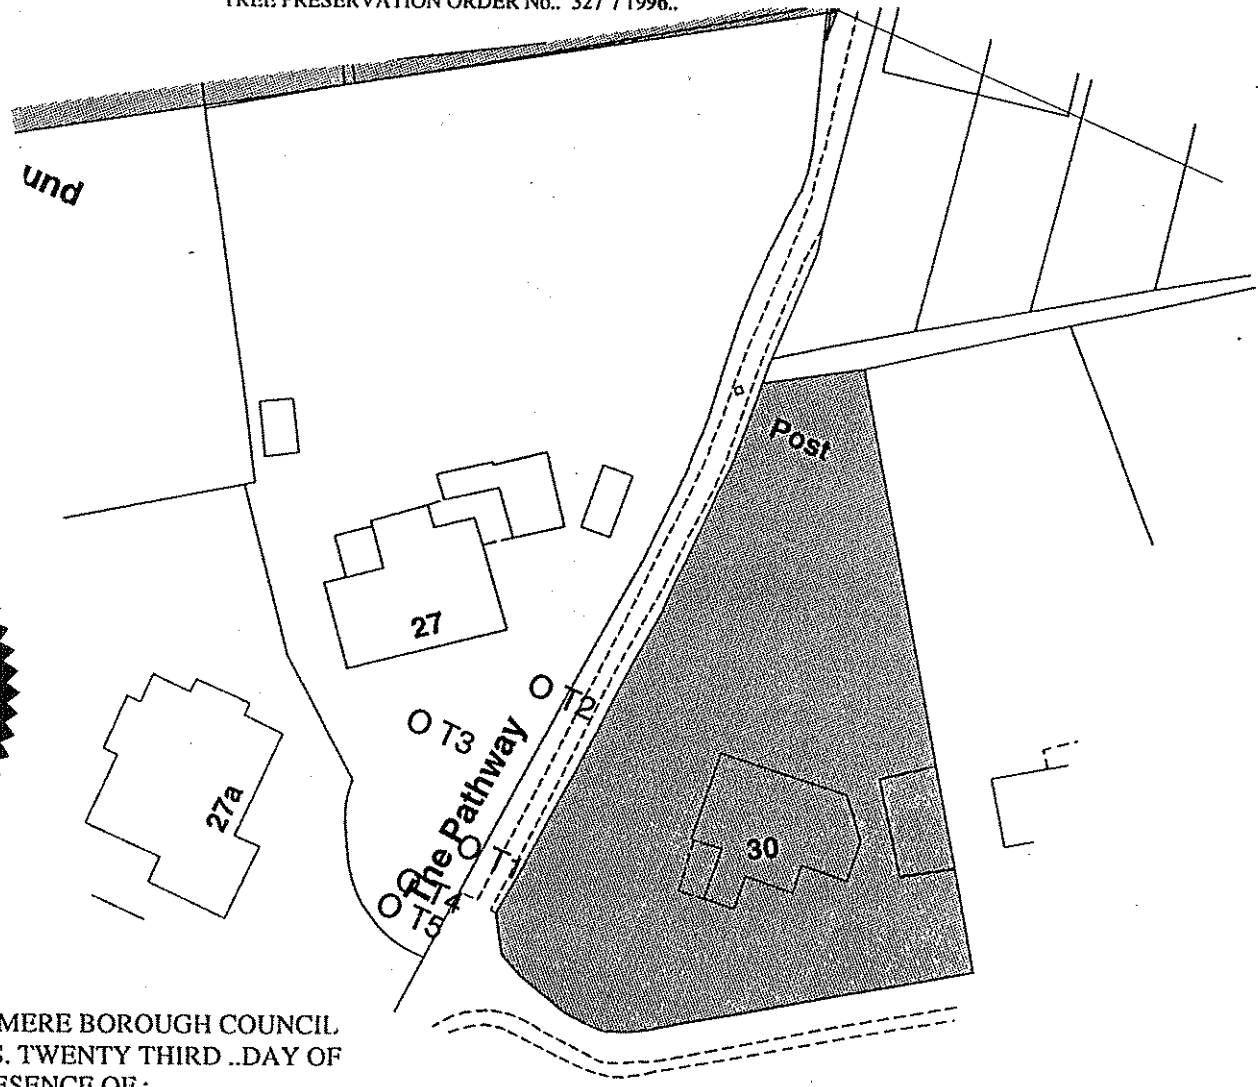 TREE PRESERVATION ORDER No.. 327 / 1996..
und
Post
27
T2
T3
The Pathway
27a
T1
30
T4
T5
MERE BOROUGH COUNCIL
S. TWENTY THIRD ..DAY OF
ESENCE OF :